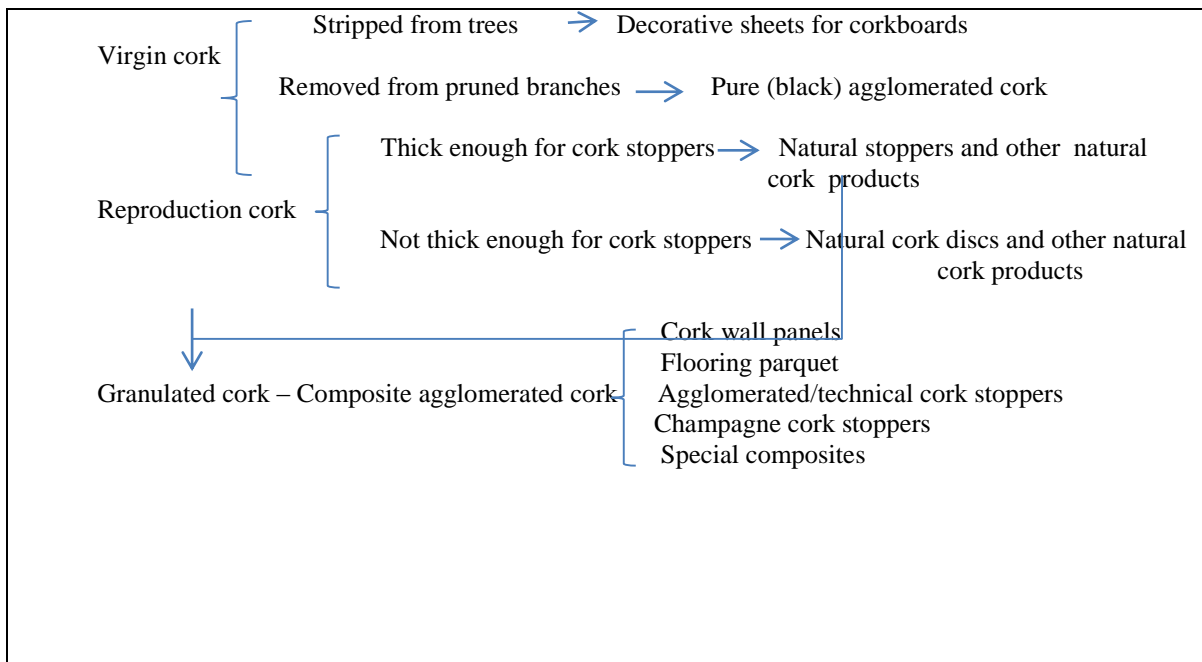 Stripped from trees Decorative sheets for corkboards
Virgin cork
Removed from pruned branches Pure (black) agglomerated cork
Thick enough for cork stoppers Natural stoppers and other natural
cork products
Reproduction cork
Not thick enough for cork stoppers Natural cork discs and other natural
cork products
Cork wall panels
Flooring parquet
Granulated cork – Composite agglomerated cork Agglomerated/technical cork stoppers
Champagne cork stoppers
Special composites